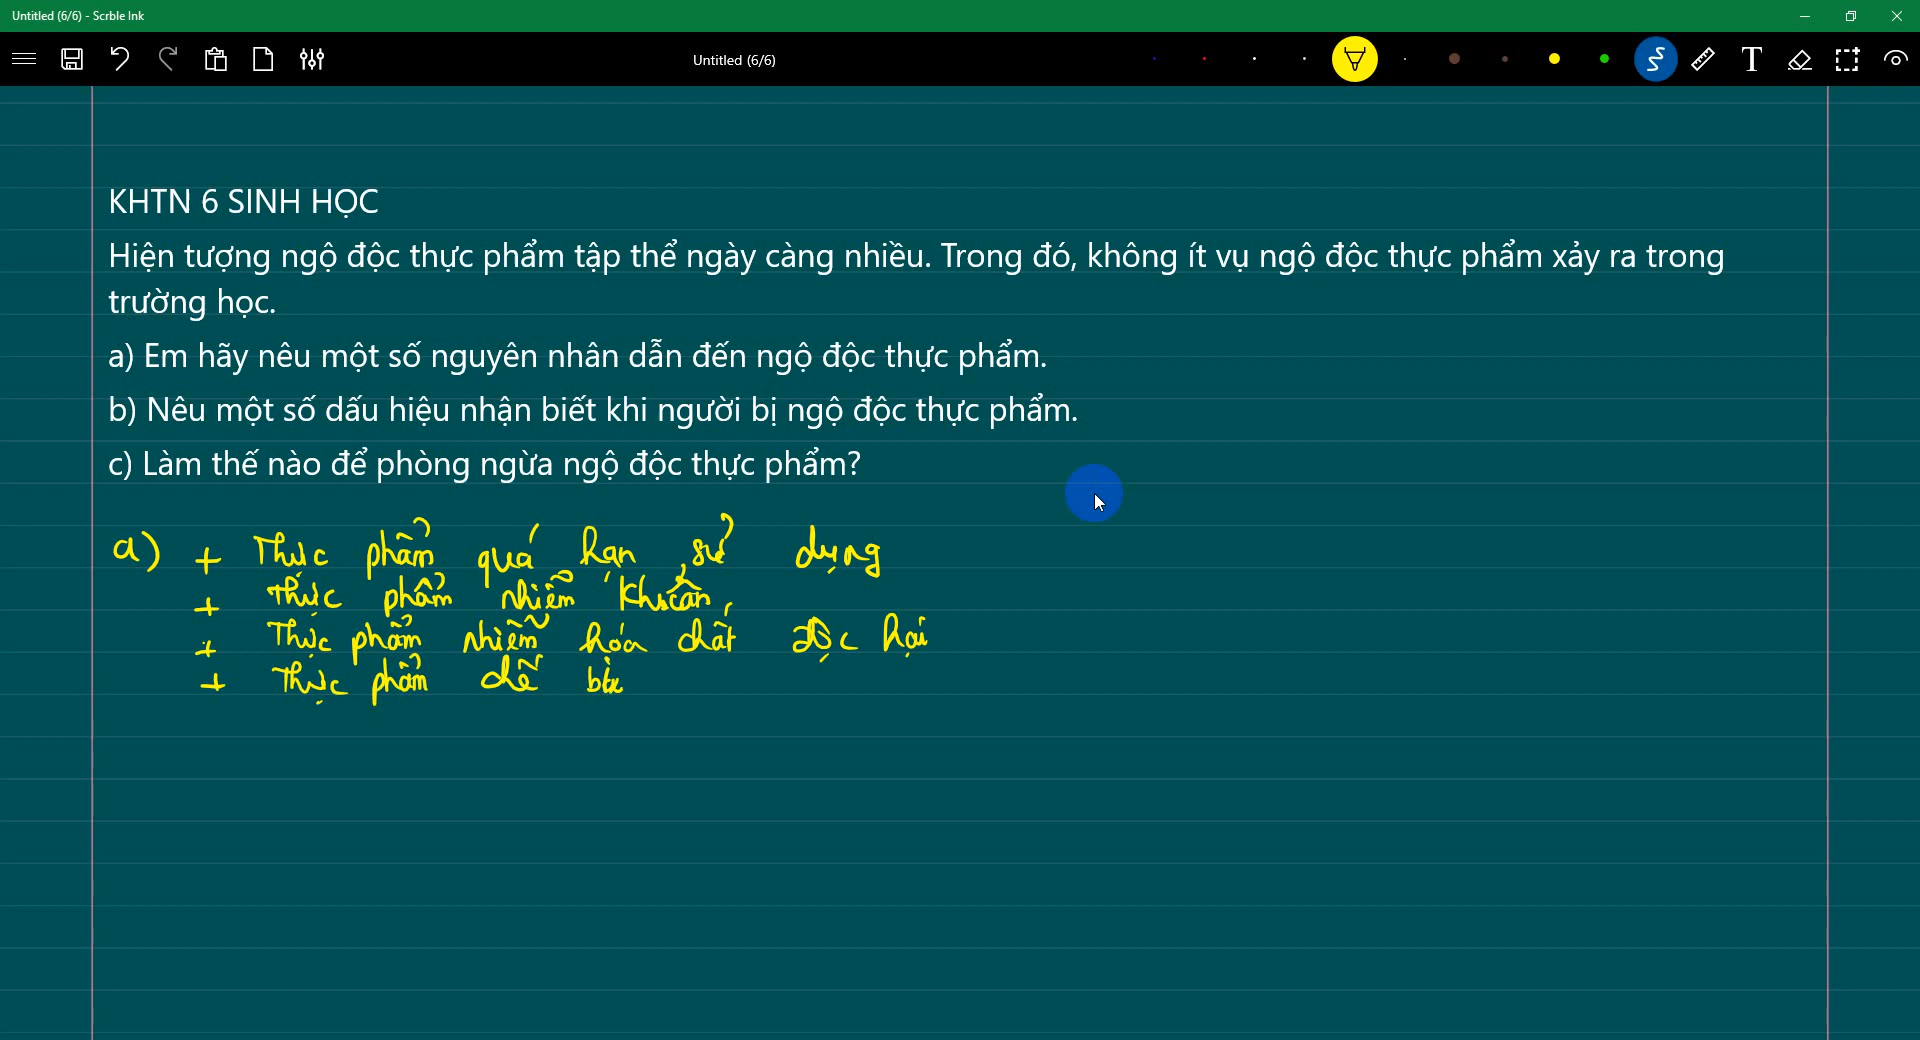 Untitled (6/6) - Scrble Ink
Untitled (6/6)
KHTN 6 SINH HỌC
Hiện tượng ngộ độc thực phẩm tập thể ngày càng nhiều. Trong đó, không ít vụ ngộ độc thực phẩm xảy ra trong
trường học.
a) Em hãy nêu một số nguyên nhân dẫn đến ngộ độc thực phẩm.
b) Nêu một số dấu hiệu nhận biết khi người bị ngộ độc thực phẩm.
c) Làm thế nào để phòng ngừa ngộ độc thực phẩm?
a) + Thực phẩm quá hạn sử dụng
+ Thực phẩm nhiễm khuẩn
+ Thực phẩm nhiễm hóa chất độc hại
+ Thực phẩm dễ